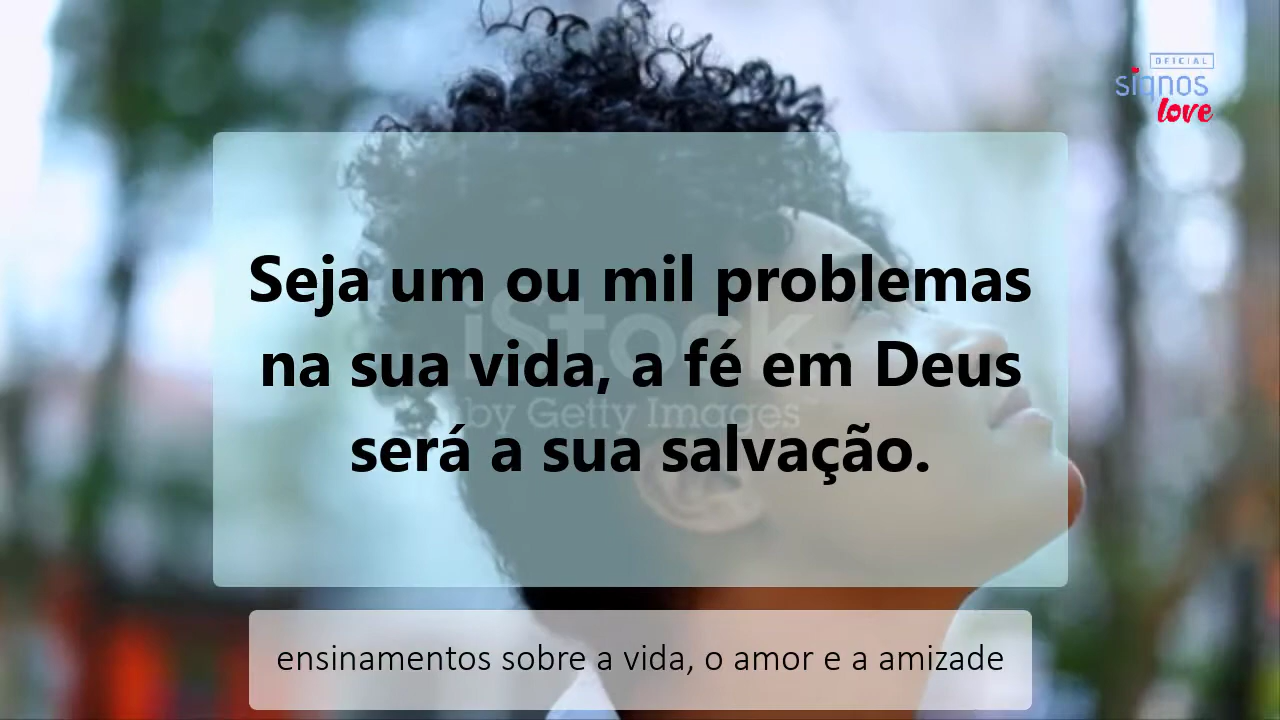 OFICIAL
signos
love
Seja um ou mil problemas
na sua vida, a fé em Deus
será a sua salvação.
iStock
by Getty Images
ensinamentos sobre a vida, o amor e a amizade